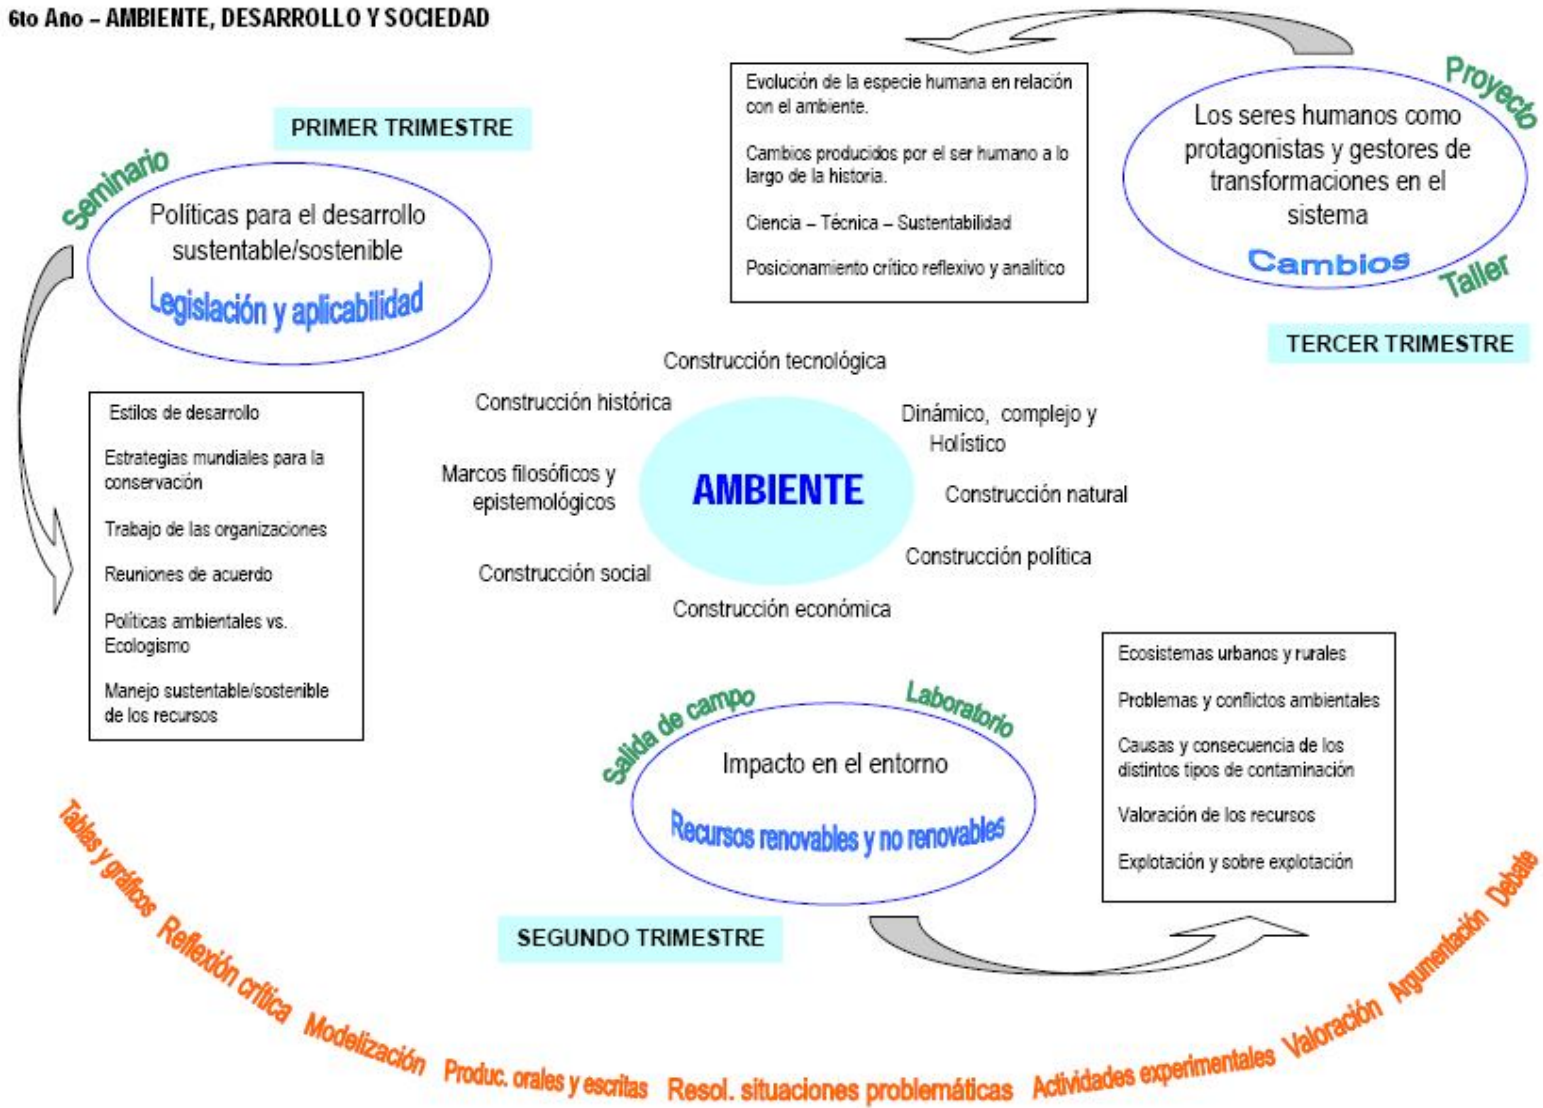 6to Año – AMBIENTE, DESARROLLO Y SOCIEDAD
PRIMER TRIMESTRE
Seminario
Políticas para el desarrollo
sustentable/sostenible
Legislación y aplicabilidad
Estilos de desarrollo
Estrategias mundiales para la
conservación
Trabajo de las organizaciones
Reuniones de acuerdo
Políticas ambientales vs.
Ecologismo
Manejo sustentable/sostenible
de los recursos
Evolución de la especie humana en relación
con el ambiente.
Cambios producidos por el ser humano a lo
largo de la historia.
Ciencia – Técnica – Sustentabilidad
Posicionamiento crítico reflexivo y analítico
Proyecto
Los seres humanos como
protagonistas y gestores de
transformaciones en el
sistema
Cambios
Taller
TERCER TRIMESTRE
Construcción tecnológica
Construcción histórica
Dinámico, complejo y
Holístico
Marcos filosóficos y
epistemológicos
AMBIENTE
Construcción natural
Construcción política
Construcción social
Construcción económica
Salida de campo
Laboratorio
Impacto en el entorno
Recursos renovables y no renovables
SEGUNDO TRIMESTRE
Ecosistemas urbanos y rurales
Problemas y conflictos ambientales
Causas y consecuencia de los
distintos tipos de contaminación
Valoración de los recursos
Explotación y sobre explotación
Tablas y gráficos
Reflexión crítica
Modelización
Produc. orales y escritas
Resol. situaciones problemáticas
Actividades experimentales
Valoración
Argumentación
Debate